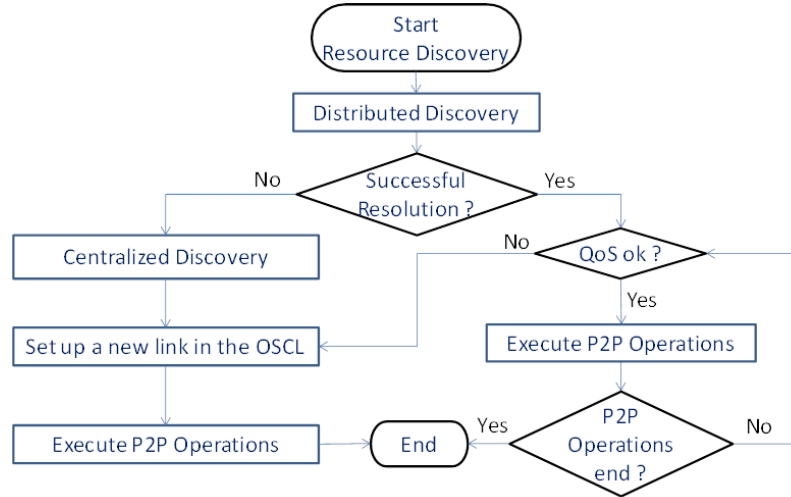 Start
Resource Discovery
Distributed Discovery
No
Successful
Resolution ?
Yes
Centralized Discovery
No
QoS ok ?
Yes
Set up a new link in the OSCL
Execute P2P Operations
Execute P2P Operations
End
Yes
P2P
Operations
end ?
No